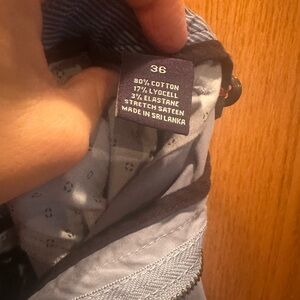 36
80% COTTON
17% LYOCELL
3% ELASTANE
STRETCH SATEEN
MADE IN SRI LANKA